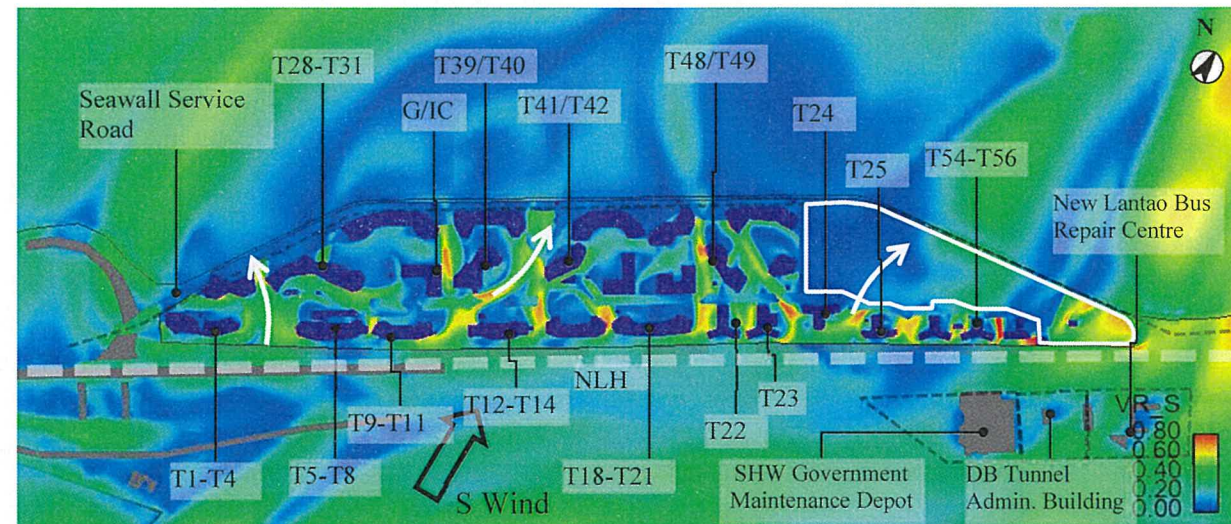 N
T28-T31
T39/T40
T48/T49
Seawall Service
Road
G/IC
T41/T42
T24
T25
T54-T56
New Lantao Bus
Repair Centre
NLH
T9-T11
T12-T14
T22
T23
T1-T4
T5-T8
S Wind
T18-T21
SHW Government
Maintenance Depot
DB Tunnel
Admin. Building
VR_S
0.80
0.60
0.40
0.20
0.00